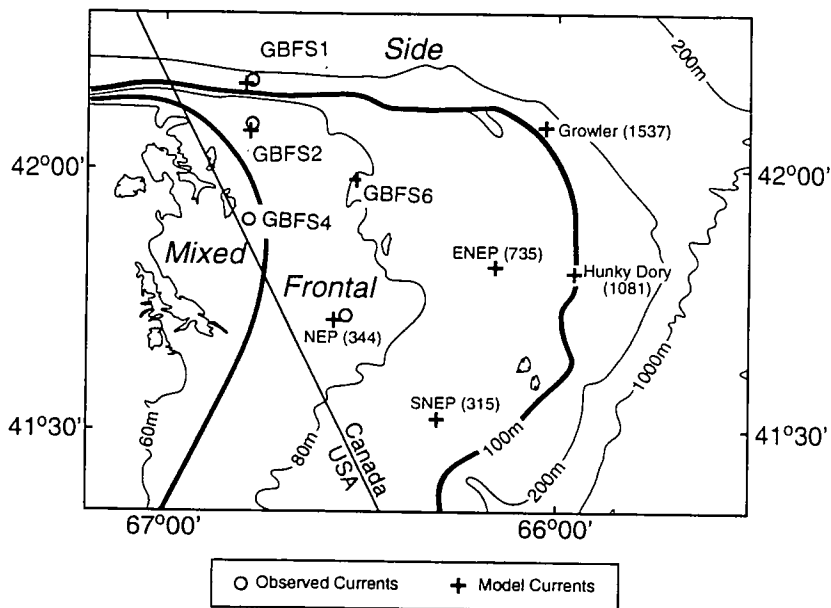 Side
GBFS1
200m
Growler (1537)
42°00'
42°00'
GBFS2
GBFS6
GBFS4
Mixed
ENEP (735)
Hunky Dory
(1081)
Frontal
NEP (344)
1000m
SNEP (315)
41°30'
41°30'
60m
80m
Canada
USA
100m
200m
67°00'
66°00'
Observed Currents
Model Currents